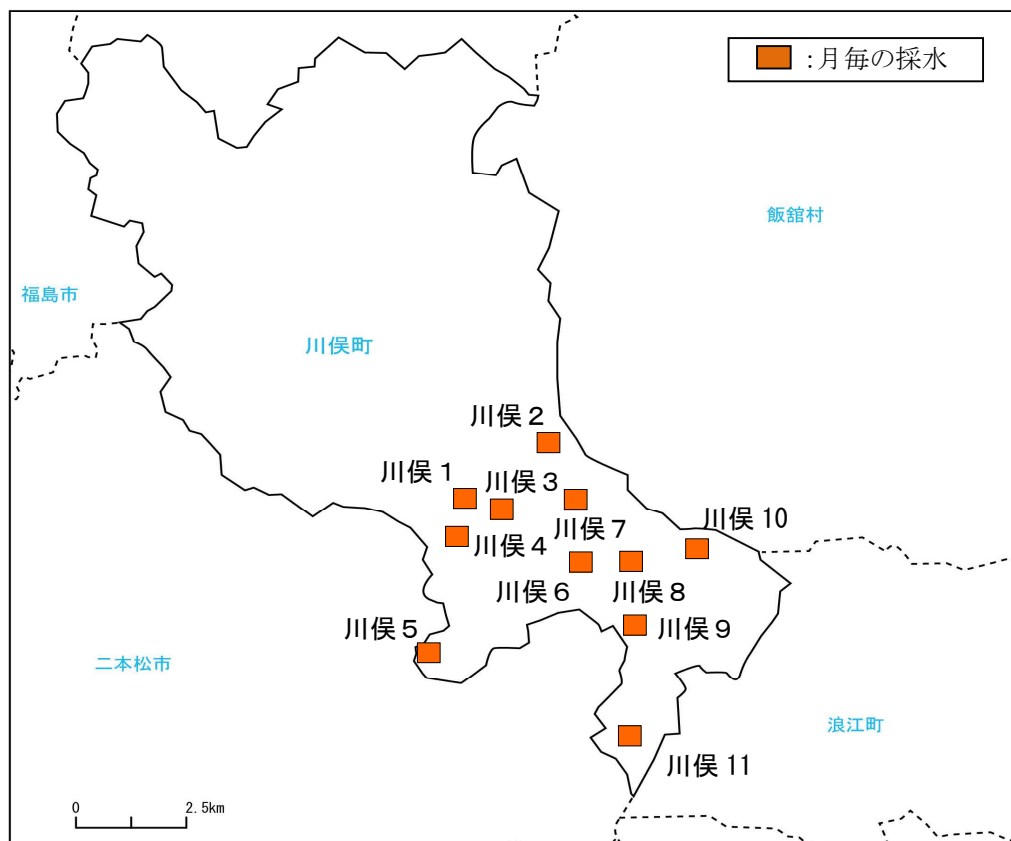 ：月毎の採水
飯舘村
福島市
川俣町
川俣２
川俣１
川俣３
川俣７
川俣 10
川俣４
川俣６
川俣８
川俣５
川俣９
二本松市
浪江町
川俣 11
0 2.5km